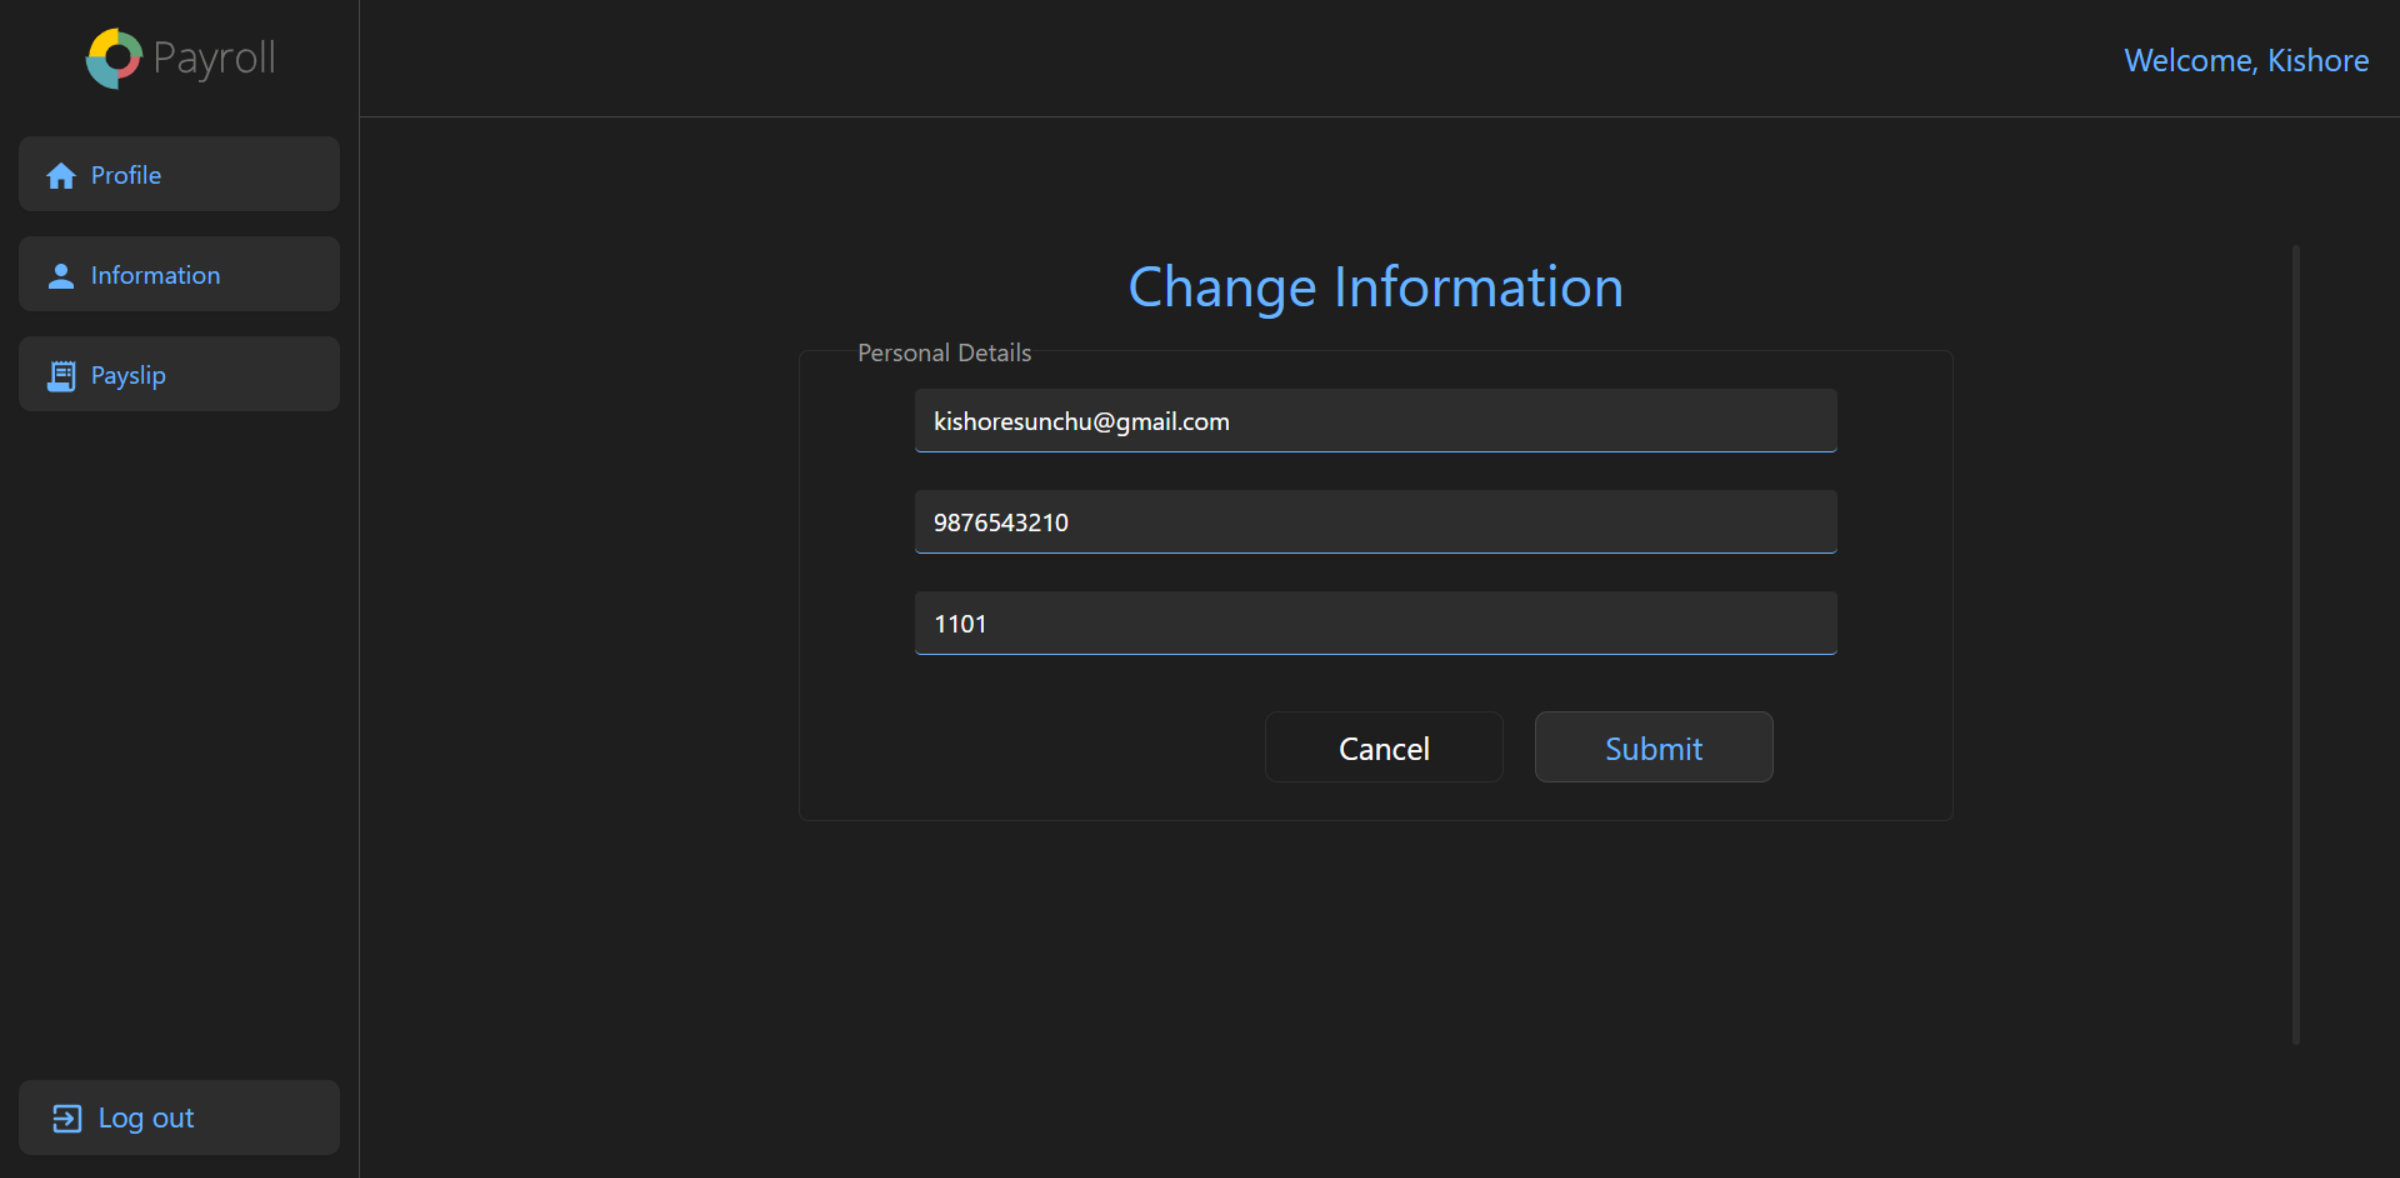 Payroll
Welcome, Kishore
Profile
Information
Payslip
Change Information
Personal Details
kishoresunchu@gmail.com
9876543210
1101
Cancel
Submit
Log out